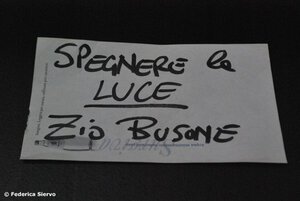 SPEGNERE la
LUCE
Zio BUSONE
© Federica Siervo